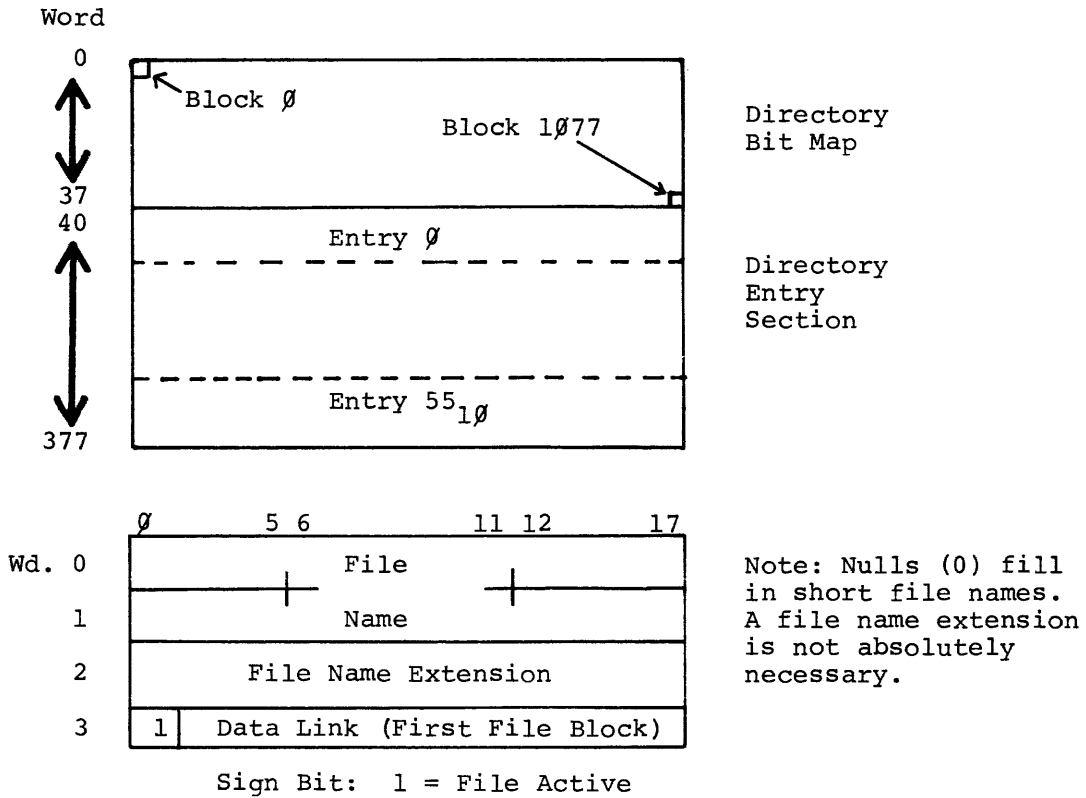 Word
0
Block Ø
Block 1Ø77
Directory
Bit Map
37
40
Entry Ø
Directory
Entry
Section
Entry 55₁Ø
377
Ø 5 6 11 12 17
Wd. 0 File
1 Name
2 File Name Extension
3 1 Data Link (First File Block)
Note: Nulls (0) fill
in short file names.
A file name extension
is not absolutely
necessary.
Sign Bit: 1 = File Active